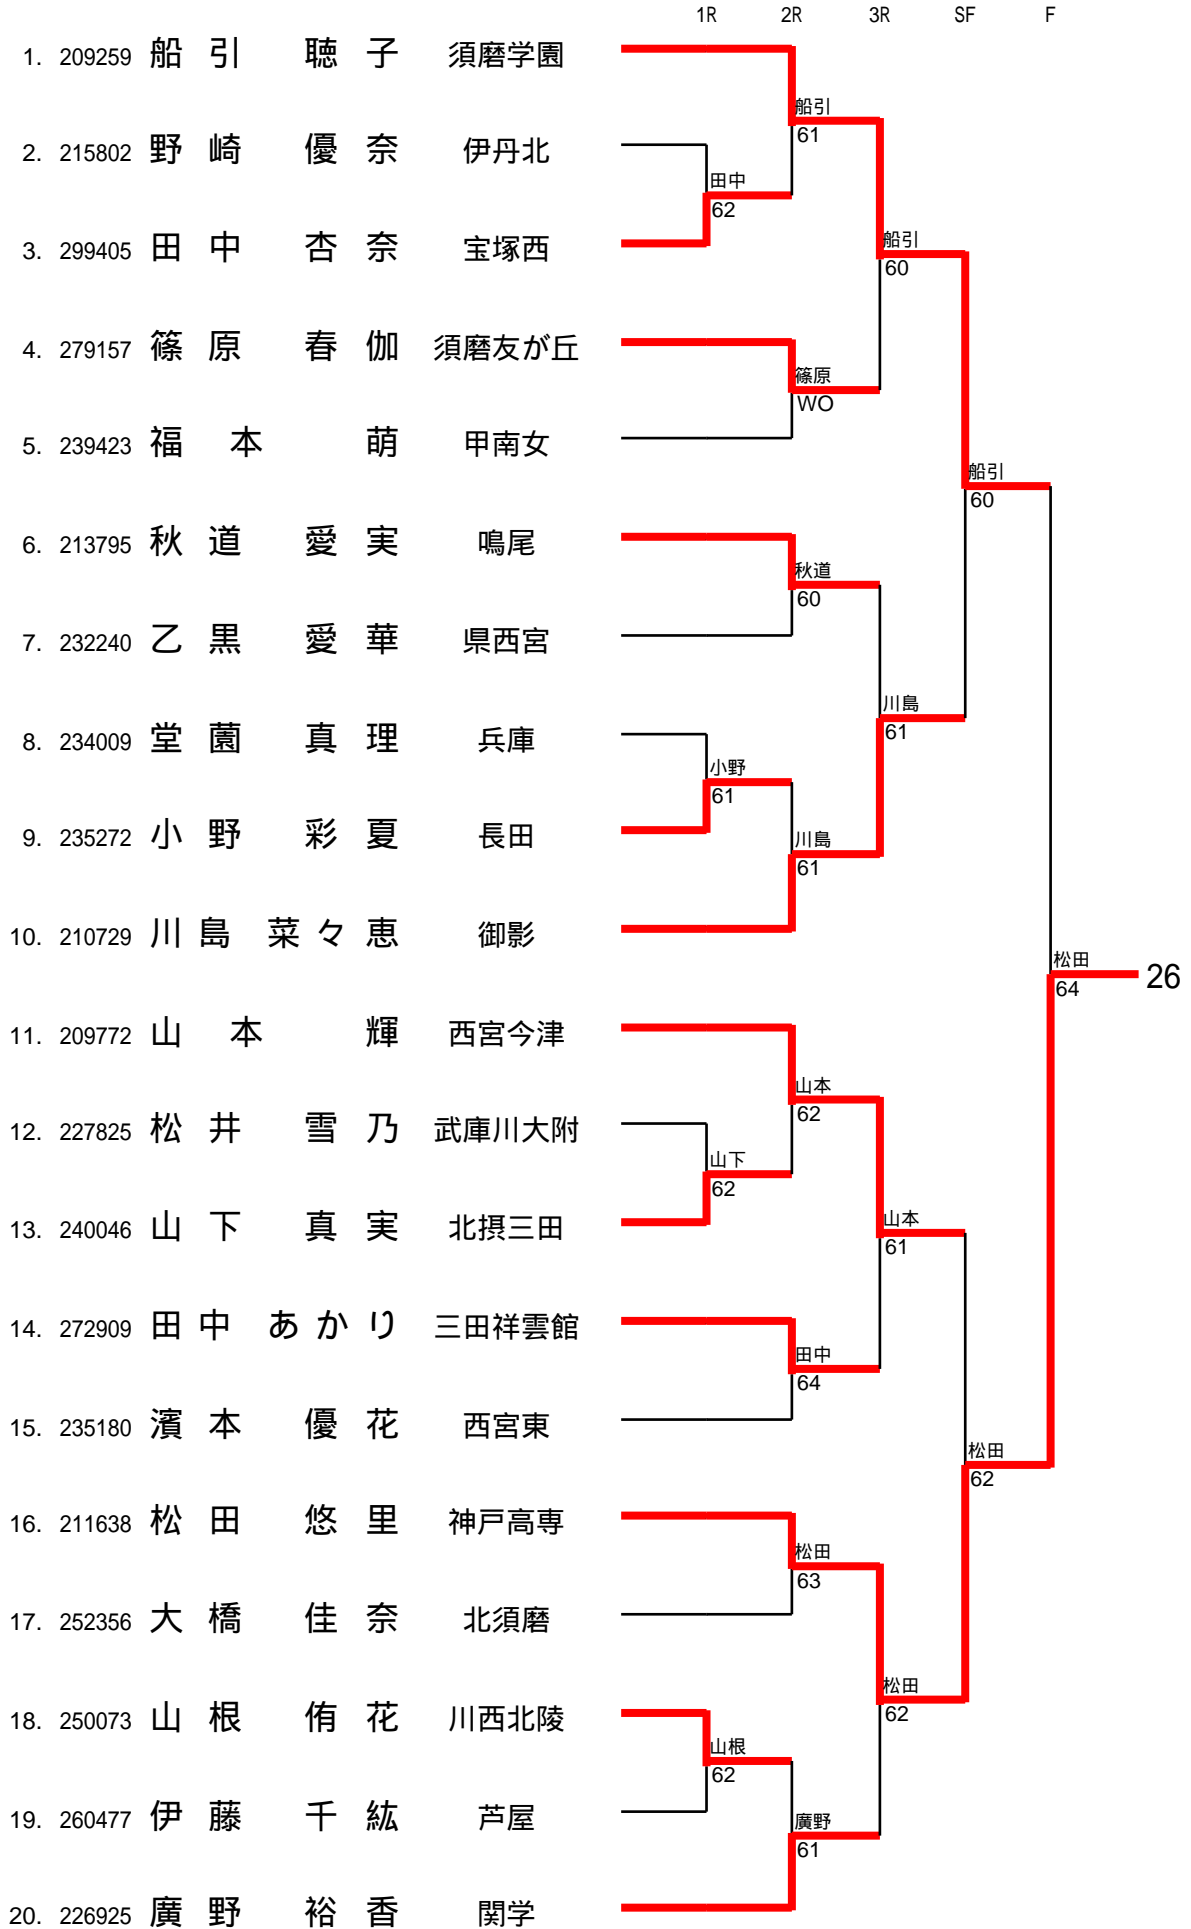 1R 2R 3R SF F
1. 209259 船引 聴子 須磨学園
船引
61
2. 215802 野崎 優奈 伊丹北
田中
62
3. 299405 田中 杏奈 宝塚西
船引
60
4. 279157 篠原 春伽 須磨友が丘
篠原
WO
5. 239423 福本 萌 甲南女
船引
60
6. 213795 秋道 愛実 鳴尾
秋道
60
7. 232240 乙黒 愛華 県西宮
川島
61
8. 234009 堂薗 真理 兵庫
小野
61
9. 235272 小野 彩夏 長田
川島
61
10. 210729 川島 菜々恵 御影
松田
64
26
11. 209772 山本 輝 西宮今津
山本
62
12. 227825 松井 雪乃 武庫川大附
山下
62
13. 240046 山下 真実 北摂三田
山本
61
14. 272909 田中 あかり 三田祥雲館
田中
64
15. 235180 濱本 優花 西宮東
松田
62
16. 211638 松田 悠里 神戸高専
松田
63
17. 252356 大橋 佳奈 北須磨
松田
62
18. 250073 山根 侑花 川西北陵
山根
62
19. 260477 伊藤 千紘 芦屋
廣野
61
20. 226925 廣野 裕香 関学